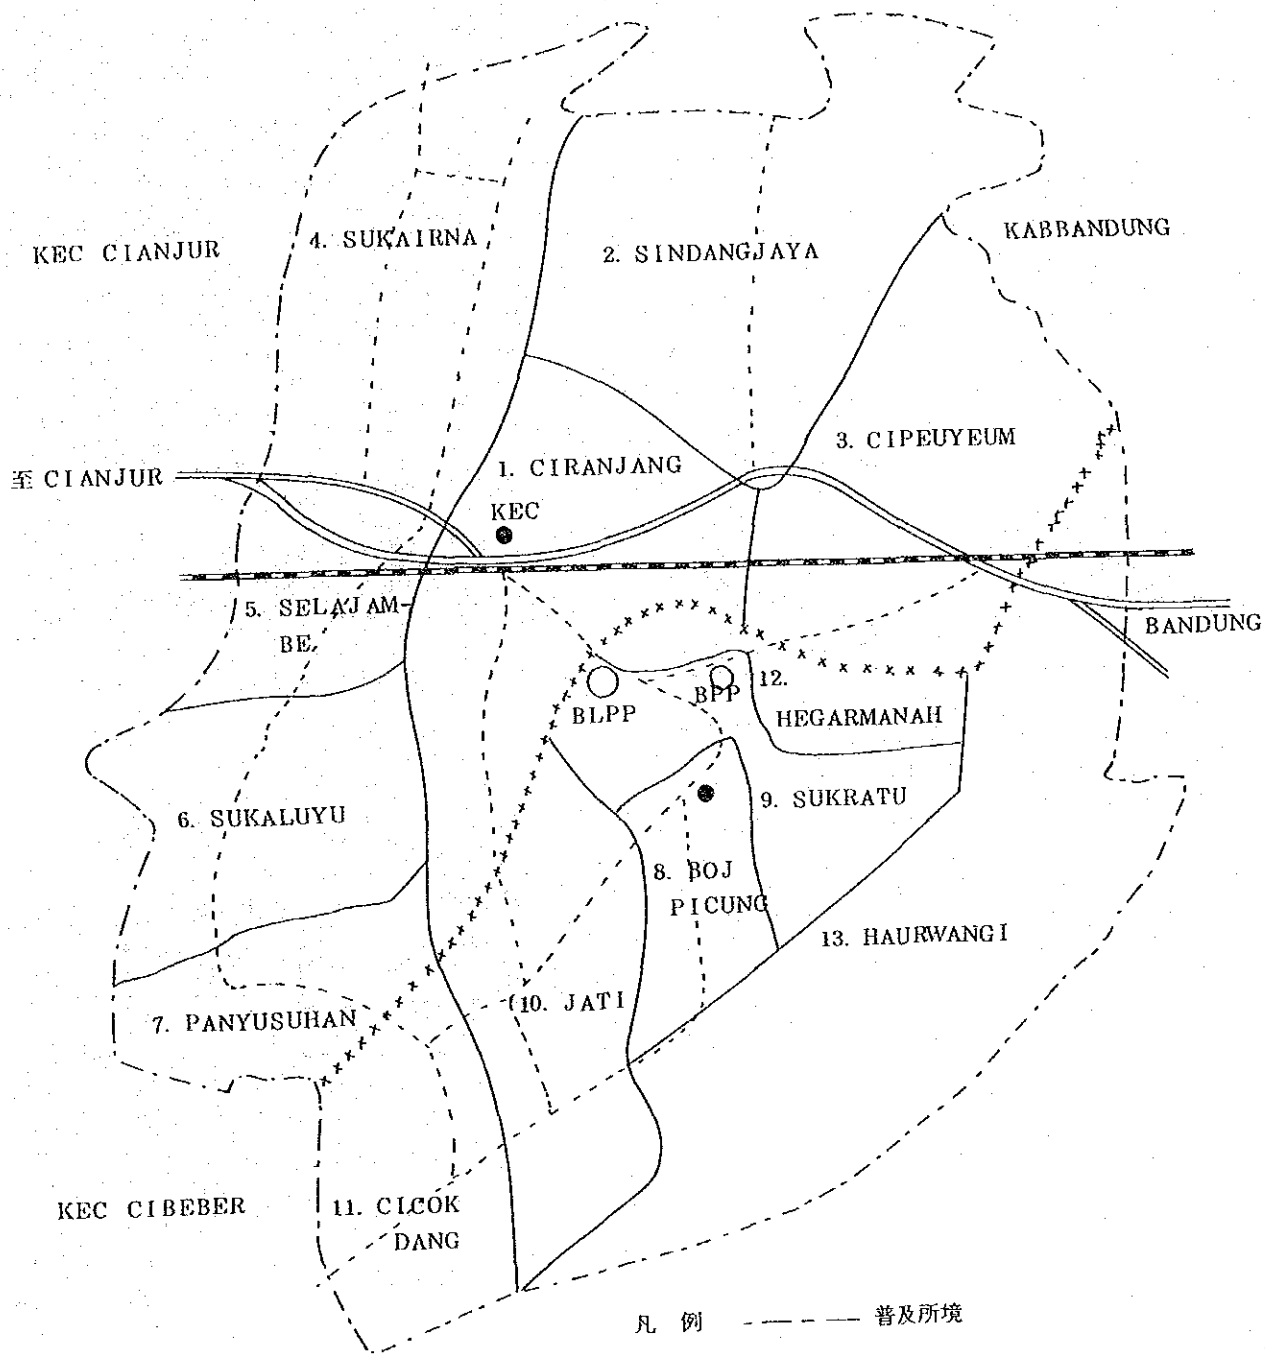 4. SUKAIRNA
KABBANDUNG
KEC CIANJUR
2. SINDANGJAYA
3. CIPEUYEUM
1. CIRANJANG
至 CIANJUR
KEC
5. SELAJAM-
BE.
BANDUNG
12.
BPP
BLPP
HEGARMANAH
9. SUKRATU
6. SUKALUYU
8. BOJ
PICUNG
13. HAURWANGI
10. JATI
7. PANYUSUHAN
KEC CIBEBER
11. CICOK
DANG
凡 例 普及所境